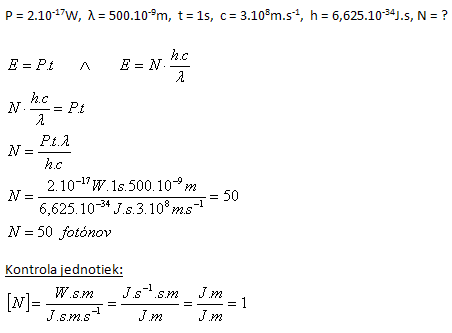 P = 2.10⁻¹⁷W, λ = 500.10⁻⁹m, t = 1s, c = 3.10⁸m.s⁻¹, h = 6,625.10⁻³⁴J.s, N = ?
E = P.t ∧ E = N · h.c / λ
N · h.c / λ = P.t
N = P.t.λ / h.c
N = 2.10⁻¹⁷W.1s.500.10⁻⁹m / 6,625.10⁻³⁴J.s.3.10⁸m.s⁻¹ = 50
N = 50 fotónov
Kontrola jednotiek:
[N] = W.s.m / J.s.m.s⁻¹ = J.s⁻¹.s.m / J.m = J.m / J.m = 1